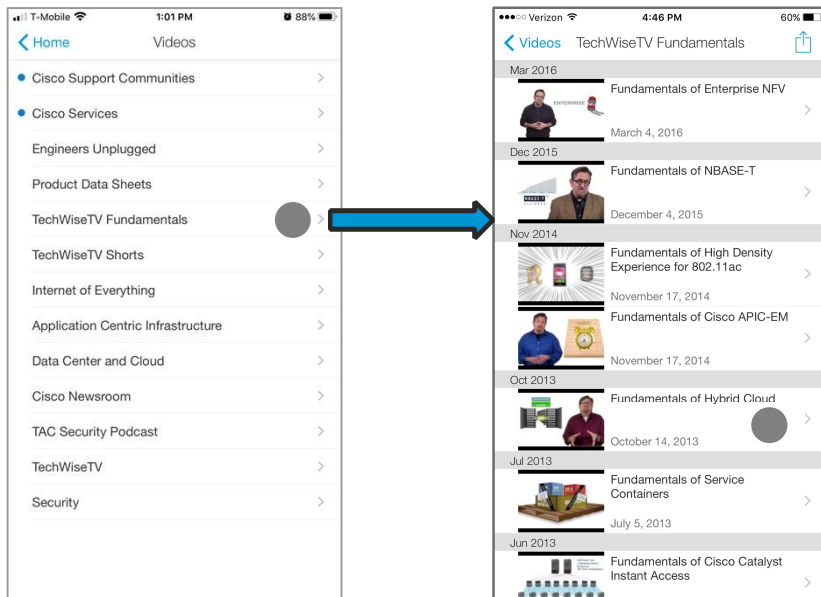 T-Mobile 1:01 PM 88%
Home Videos
Cisco Support Communities
Cisco Services
Engineers Unplugged
Product Data Sheets
TechWiseTV Fundamentals
TechWiseTV Shorts
Internet of Everything
Application Centric Infrastructure
Data Center and Cloud
Cisco Newsroom
TAC Security Podcast
TechWiseTV
Security
Verizon 4:46 PM 60%
Videos TechWiseTV Fundamentals
Mar 2016
ENTERPRISE
Fundamentals of Enterprise NFV
March 4, 2016
Dec 2015
NBASE-T
Fundamentals of NBASE-T
December 4, 2015
Nov 2014
Fundamentals of High Density
Experience for 802.11ac
November 17, 2014
Fundamentals of Cisco APIC-EM
November 17, 2014
Oct 2013
Fundamentals of Hybrid Cloud
October 14, 2013
Jul 2013
Fundamentals of Service
Containers
July 5, 2013
Jun 2013
Fundamentals of Cisco Catalyst
Instant Access